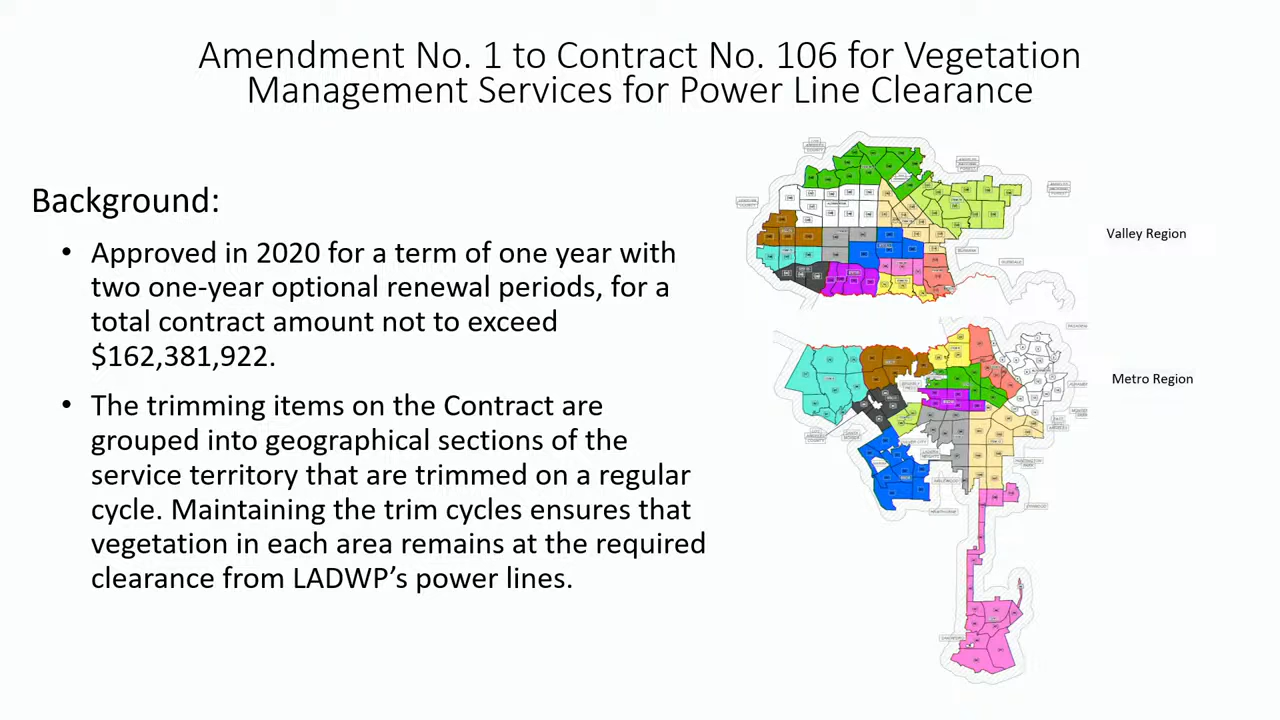 Amendment No. 1 to Contract No. 106 for Vegetation
Management Services for Power Line Clearance
Background:
• Approved in 2020 for a term of one year with
two one-year optional renewal periods, for a
total contract amount not to exceed
$162,381,922.
• The trimming items on the Contract are
grouped into geographical sections of the
service territory that are trimmed on a regular
cycle. Maintaining the trim cycles ensures that
vegetation in each area remains at the required
clearance from LADWP’s power lines.
Valley Region
Metro Region